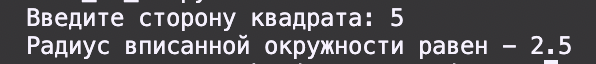 Введите сторону квадрата: 5
Радиус вписанной окружности равен – 2.5